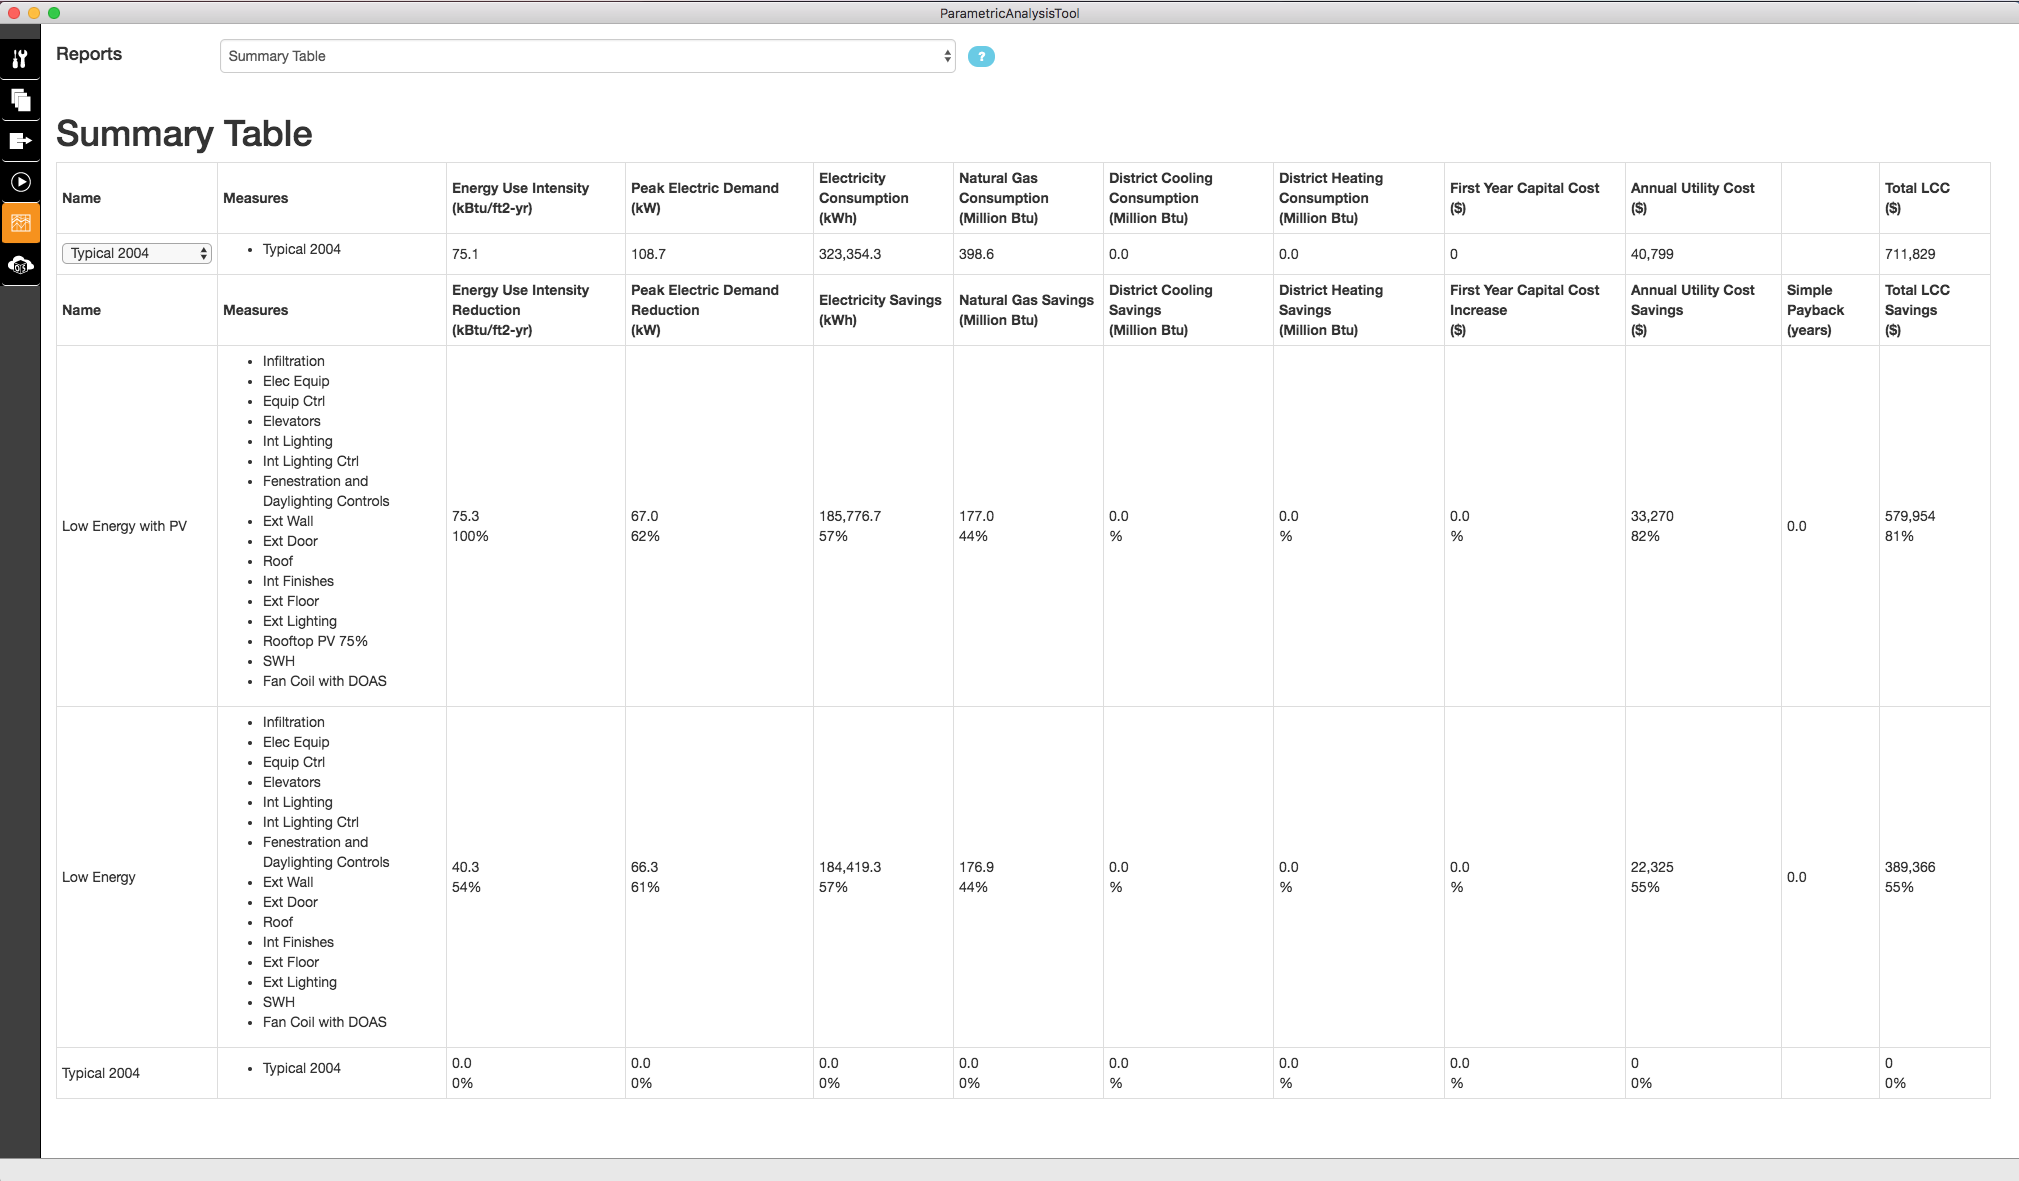 ParametricAnalysisTool
Reports
Summary Table
?
Summary Table
Name
Measures
Energy Use Intensity
(kBtu/ft2-yr)
Peak Electric Demand
(kW)
Electricity
Consumption
(kWh)
Natural Gas
Consumption
(Million Btu)
District Cooling
Consumption
(Million Btu)
District Heating
Consumption
(Million Btu)
First Year Capital Cost
($)
Annual Utility Cost
($)
Total LCC
($)
Typical 2004
Typical 2004
75.1
108.7
323,354.3
398.6
0.0
0.0
0
40,799
711,829
Name
Measures
Energy Use Intensity
Reduction
(kBtu/ft2-yr)
Peak Electric Demand
Reduction
(kW)
Electricity Savings
(kWh)
Natural Gas Savings
(Million Btu)
District Cooling
Savings
(Million Btu)
District Heating
Savings
(Million Btu)
First Year Capital Cost
Increase
($)
Annual Utility Cost
Savings
($)
Simple
Payback
(years)
Total LCC
Savings
($)
Low Energy with PV
Infiltration
Elec Equip
Equip Ctrl
Elevators
Int Lighting
Int Lighting Ctrl
Fenestration and
Daylighting Controls
Ext Wall
Ext Door
Roof
Int Finishes
Ext Floor
Ext Lighting
Rooftop PV 75%
SWH
Fan Coil with DOAS
75.3
100%
67.0
62%
185,776.7
57%
177.0
44%
0.0
%
0.0
%
0.0
%
33,270
82%
0.0
579,954
81%
Low Energy
Infiltration
Elec Equip
Equip Ctrl
Elevators
Int Lighting
Int Lighting Ctrl
Fenestration and
Daylighting Controls
Ext Wall
Ext Door
Roof
Int Finishes
Ext Floor
Ext Lighting
SWH
Fan Coil with DOAS
40.3
54%
66.3
61%
184,419.3
57%
176.9
44%
0.0
%
0.0
%
0.0
%
22,325
55%
0.0
389,366
55%
Typical 2004
Typical 2004
0.0
0%
0.0
0%
0.0
0%
0.0
0%
0.0
%
0.0
%
0.0
%
0
0%
0
0%